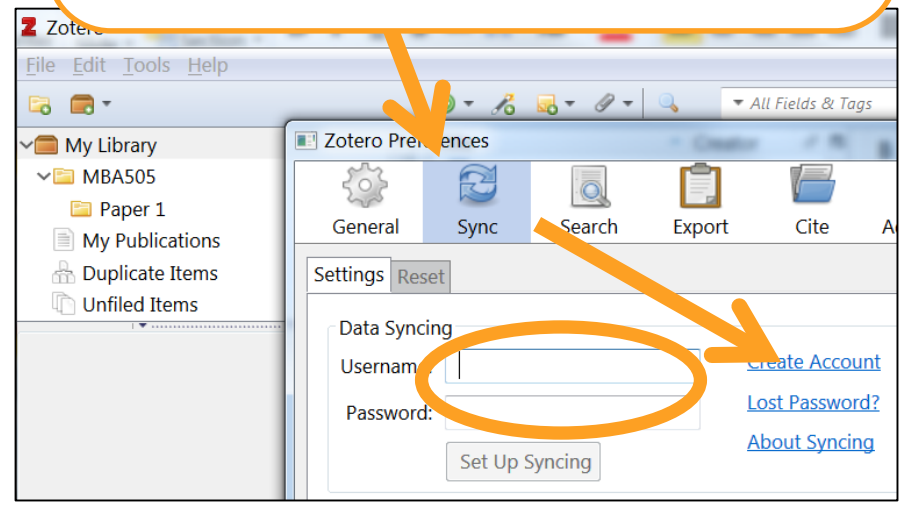 Zotero
File Edit Tools Help
All Fields & Tags
My Library
MBA505
Paper 1
My Publications
Duplicate Items
Unfiled Items
Zotero Preferences
General Sync Search Export Cite
Settings Reset
Data Syncing
Username:
Create Account
Password:
Lost Password?
Set Up Syncing
About Syncing